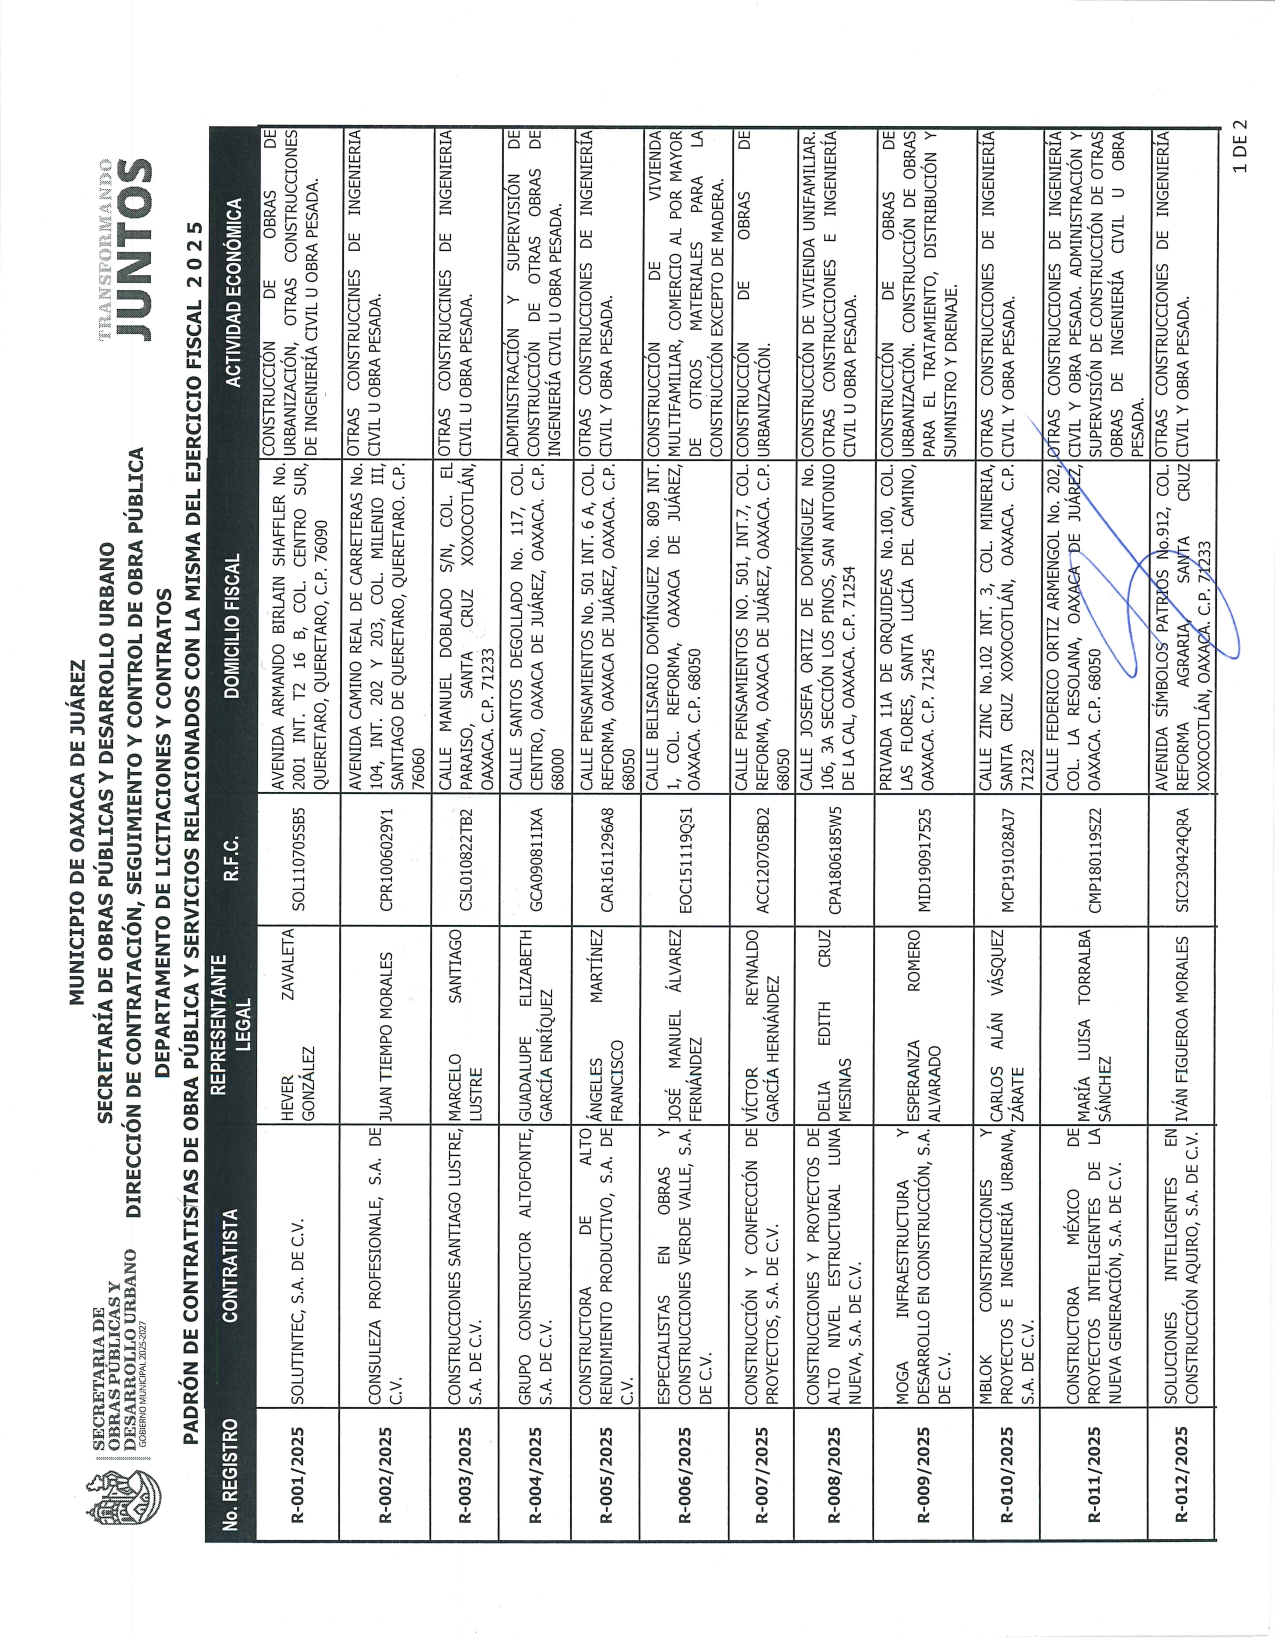 SECRETARÍA DE
OBRAS PÚBLICAS Y
DESARROLLO URBANO
GOBIERNO MUNICIPAL 2025-2027
MUNICIPIO DE OAXACA DE JUÁREZ
SECRETARÍA DE OBRAS PÚBLICAS Y DESARROLLO URBANO
DIRECCIÓN DE CONTRATACIÓN, SEGUIMIENTO Y CONTROL DE OBRA PÚBLICA
DEPARTAMENTO DE LICITACIONES Y CONTRATOS
TRANSFORMANDO
JUNTOS
PADRÓN DE CONTRATISTAS DE OBRA PÚBLICA Y SERVICIOS RELACIONADOS CON LA MISMA DEL EJERCICIO FISCAL 2 0 2 5
No. REGISTRO
CONTRATISTA
REPRESENTANTE
LEGAL
R.F.C.
DOMICILIO FISCAL
ACTIVIDAD ECONÓMICA
R-001/2025
SOLUTINTEC, S.A. DE C.V.
HEVER ZAVALETA
GONZÁLEZ
SOL110705SB5
AVENIDA ARMANDO BIRLAIN SHAFFLER No.
2001 INT. T2 16 B, COL. CENTRO SUR,
QUERETARO, QUERETARO, C.P. 76090
CONSTRUCCIÓN DE OBRAS DE
URBANIZACIÓN, OTRAS CONSTRUCCIONES
DE INGENIERÍA CIVIL U OBRA PESADA.
R-002/2025
CONSULEZA PROFESIONALE, S.A. DE
C.V.
JUAN TIEMPO MORALES
CPR1006029Y1
AVENIDA CAMINO REAL DE CARRETERAS No.
104, INT. 202 Y 203, COL. MILENIO III,
SANTIAGO DE QUERETARO, QUERETARO. C.P.
76060
OTRAS CONSTRUCCINES DE INGENIERIA
CIVIL U OBRA PESADA.
R-003/2025
CONSTRUCCIONES SANTIAGO LUSTRE,
S.A. DE C.V.
MARCELO SANTIAGO
LUSTRE
CSL010822TB2
CALLE MANUEL DOBLADO S/N, COL. EL
PARAISO, SANTA CRUZ XOXOCOTLÁN,
OAXACA. C.P. 71233
OTRAS CONSTRUCCINES DE INGENIERIA
CIVIL U OBRA PESADA.
R-004/2025
GRUPO CONSTRUCTOR ALTOFONTE,
S.A. DE C.V.
GUADALUPE ELIZABETH
GARCÍA ENRÍQUEZ
GCA090811IXA
CALLE SANTOS DEGOLLADO No. 117, COL.
CENTRO, OAXACA DE JUÁREZ, OAXACA. C.P.
68000
ADMINISTRACIÓN Y SUPERVISIÓN DE
CONSTRUCCIÓN DE OTRAS OBRAS DE
INGENIERÍA CIVIL U OBRA PESADA.
R-005/2025
CONSTRUCTORA DE ALTO
RENDIMIENTO PRODUCTIVO, S.A. DE
C.V.
ÁNGELES MARTÍNEZ
FRANCISCO
CAR1611296A8
CALLE PENSAMIENTOS No. 501 INT. 6 A, COL.
REFORMA, OAXACA DE JUÁREZ, OAXACA. C.P.
68050
OTRAS CONSTRUCCIONES DE INGENIERÍA
CIVIL Y OBRA PESADA.
R-006/2025
ESPECIALISTAS EN OBRAS Y
CONSTRUCCIONES VERDE VALLE, S.A.
DE C.V.
JOSÉ MANUEL ÁLVAREZ
FERNÁNDEZ
EOC151119QS1
CALLE BELISARIO DOMÍNGUEZ No. 809 INT.
1, COL. REFORMA, OAXACA DE JUÁREZ,
OAXACA. C.P. 68050
CONSTRUCCIÓN DE VIVIENDA
MULTIFAMILIAR, COMERCIO AL POR MAYOR
DE OTROS MATERIALES PARA LA
CONSTRUCCIÓN EXCEPTO DE MADERA.
R-007/2025
CONSTRUCCIÓN Y CONFECCIÓN DE
PROYECTOS, S.A. DE C.V.
VÍCTOR REYNALDO
GARCÍA HERNÁNDEZ
ACC120705BD2
CALLE PENSAMIENTOS NO. 501, INT.7, COL.
REFORMA, OAXACA DE JUÁREZ, OAXACA. C.P.
68050
CONSTRUCCIÓN DE OBRAS DE
URBANIZACIÓN.
R-008/2025
CONSTRUCCIONES Y PROYECTOS DE
ALTO NIVEL ESTRUCTURAL LUNA
NUEVA, S.A. DE C.V.
DELIA EDITH CRUZ
MESINAS
CPA1806185W5
CALLE JOSEFA ORTIZ DE DOMÍNGUEZ No.
106, 3A SECCIÓN LOS PINOS, SAN ANTONIO
DE LA CAL, OAXACA. C.P. 71254
CONSTRUCCIÓN DE VIVIENDA UNIFAMILIAR.
OTRAS CONSTRUCCIONES E INGENIERÍA
CIVIL U OBRA PESADA.
R-009/2025
MOGA INFRAESTRUCTURA Y
DESARROLLO EN CONSTRUCCIÓN, S.A.
DE C.V.
ESPERANZA ROMERO
ALVARADO
MID190917525
PRIVADA 11A DE ORQUIDEAS No.100, COL.
LAS FLORES, SANTA LUCÍA DEL CAMINO,
OAXACA. C.P. 71245
CONSTRUCCIÓN DE OBRAS DE
URBANIZACIÓN. CONSTRUCCIÓN DE OBRAS
PARA EL TRATAMIENTO, DISTRIBUCIÓN Y
SUMNISTRO Y DRENAJE.
R-010/2025
MBLOK CONSTRUCCIONES Y
PROYECTOS E INGENIERÍA URBANA,
S.A. DE C.V.
CARLOS ALÁN VÁSQUEZ
ZÁRATE
MCP191028AJ7
CALLE ZINC No.102 INT. 3, COL. MINERIA,
SANTA CRUZ XOXOCOTLÁN, OAXACA. C.P.
71232
OTRAS CONSTRUCCIONES DE INGENIERÍA
CIVIL Y OBRA PESADA.
R-011/2025
CONSTRUCTORA MÉXICO DE
PROYECTOS INTELIGENTES DE LA
NUEVA GENERACIÓN, S.A. DE C.V.
MARÍA LUISA TORRALBA
SÁNCHEZ
CMP180119SZ2
CALLE FEDERICO ORTIZ ARMENGOL No. 202,
COL. LA RESOLANA, OAXACA DE JUÁREZ,
OAXACA. C.P. 68050
OTRAS CONSTRUCCIONES DE INGENIERÍA
CIVIL Y OBRA PESADA. ADMINISTRACIÓN Y
SUPERVISIÓN DE CONSTRUCCIÓN DE OTRAS
OBRAS DE INGENIERÍA CIVIL U OBRA
PESADA.
R-012/2025
SOLUCIONES INTELIGENTES EN
CONSTRUCCIÓN AQUIRO, S.A. DE C.V.
IVÁN FIGUEROA MORALES
SIC230424QRA
AVENIDA SÍMBOLOS PATRIOS No.912, COL.
REFORMA AGRARIA, SANTA CRUZ
XOXOCOTLÁN, OAXACA. C.P. 71233
OTRAS CONSTRUCCIONES DE INGENIERÍA
CIVIL Y OBRA PESADA.
1 DE 2